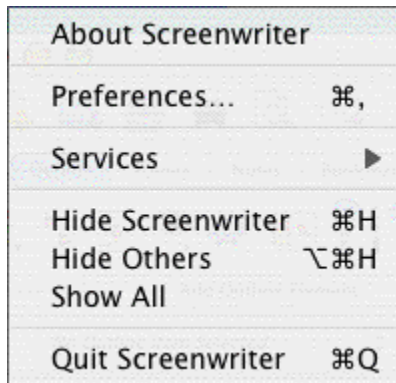 About Screenwriter
Preferences... ⌘,
Services ▶
Hide Screenwriter ⌘H
Hide Others ⌥⌘H
Show All
Quit Screenwriter ⌘Q